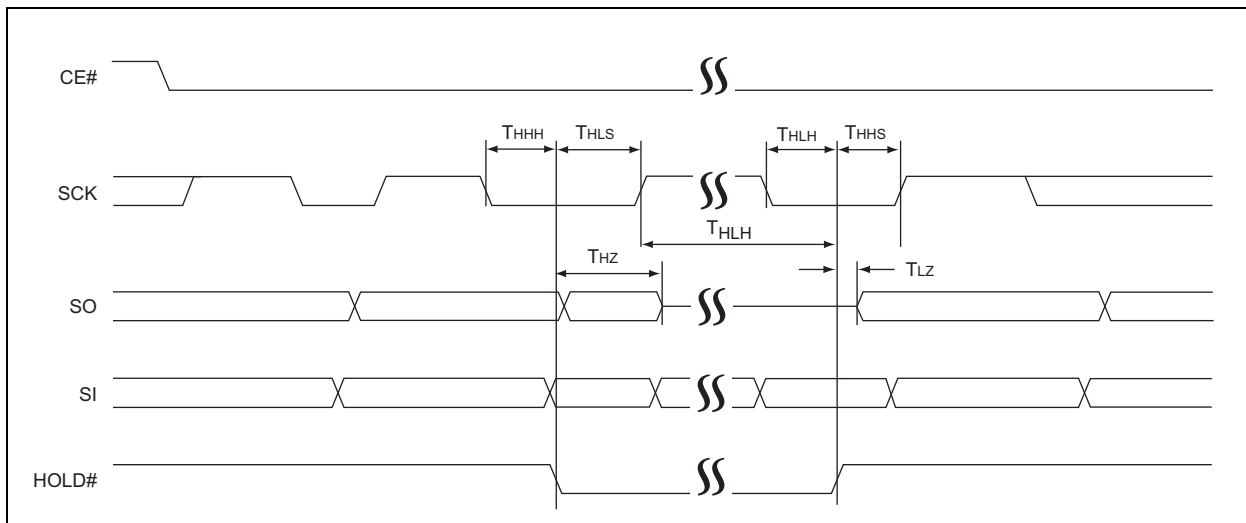 CE#
THHH THLS THLH THHS
SCK
THLH
THZ TLZ
SO
SI
HOLD#